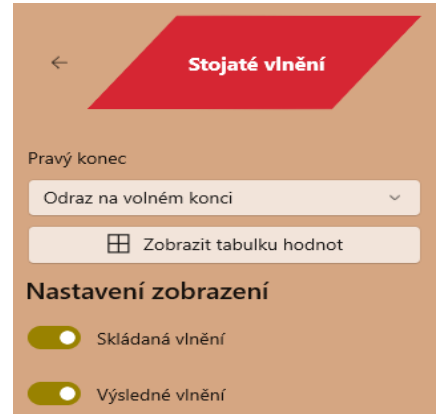 Stojaté vlnění
Pravý konec
Odraz na volném konci
Zobrazit tabulku hodnot
Nastavení zobrazení
Skládaná vlnění
Výsledné vlnění